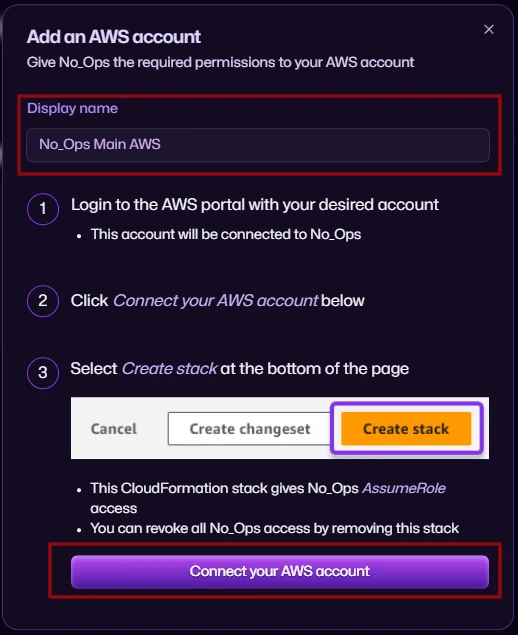 Add an AWS account
Give No_Ops the required permissions to your AWS account
Display name
No_Ops Main AWS
1 Login to the AWS portal with your desired account
• This account will be connected to No_Ops
2 Click Connect your AWS account below
3 Select Create stack at the bottom of the page
Cancel Create changeset Create stack
• This CloudFormation stack gives No_Ops AssumeRole
access
• You can revoke all No_Ops access by removing this stack
Connect your AWS account